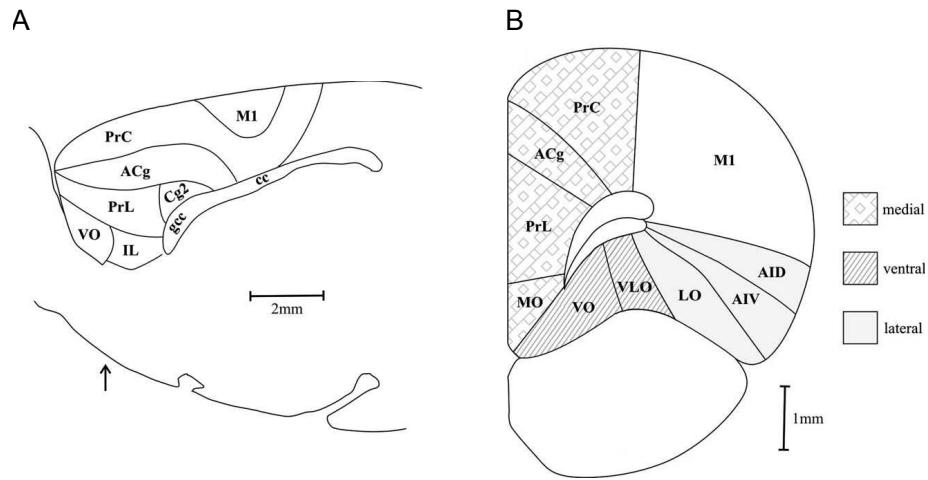 A
M1
PrC
ACg
Cg2
cc
PrL
gcc
VO
IL
2mm
B
PrC
ACg
M1
PrL
AID
MO
VO
VLO
LO
AIV
medial
ventral
lateral
1mm